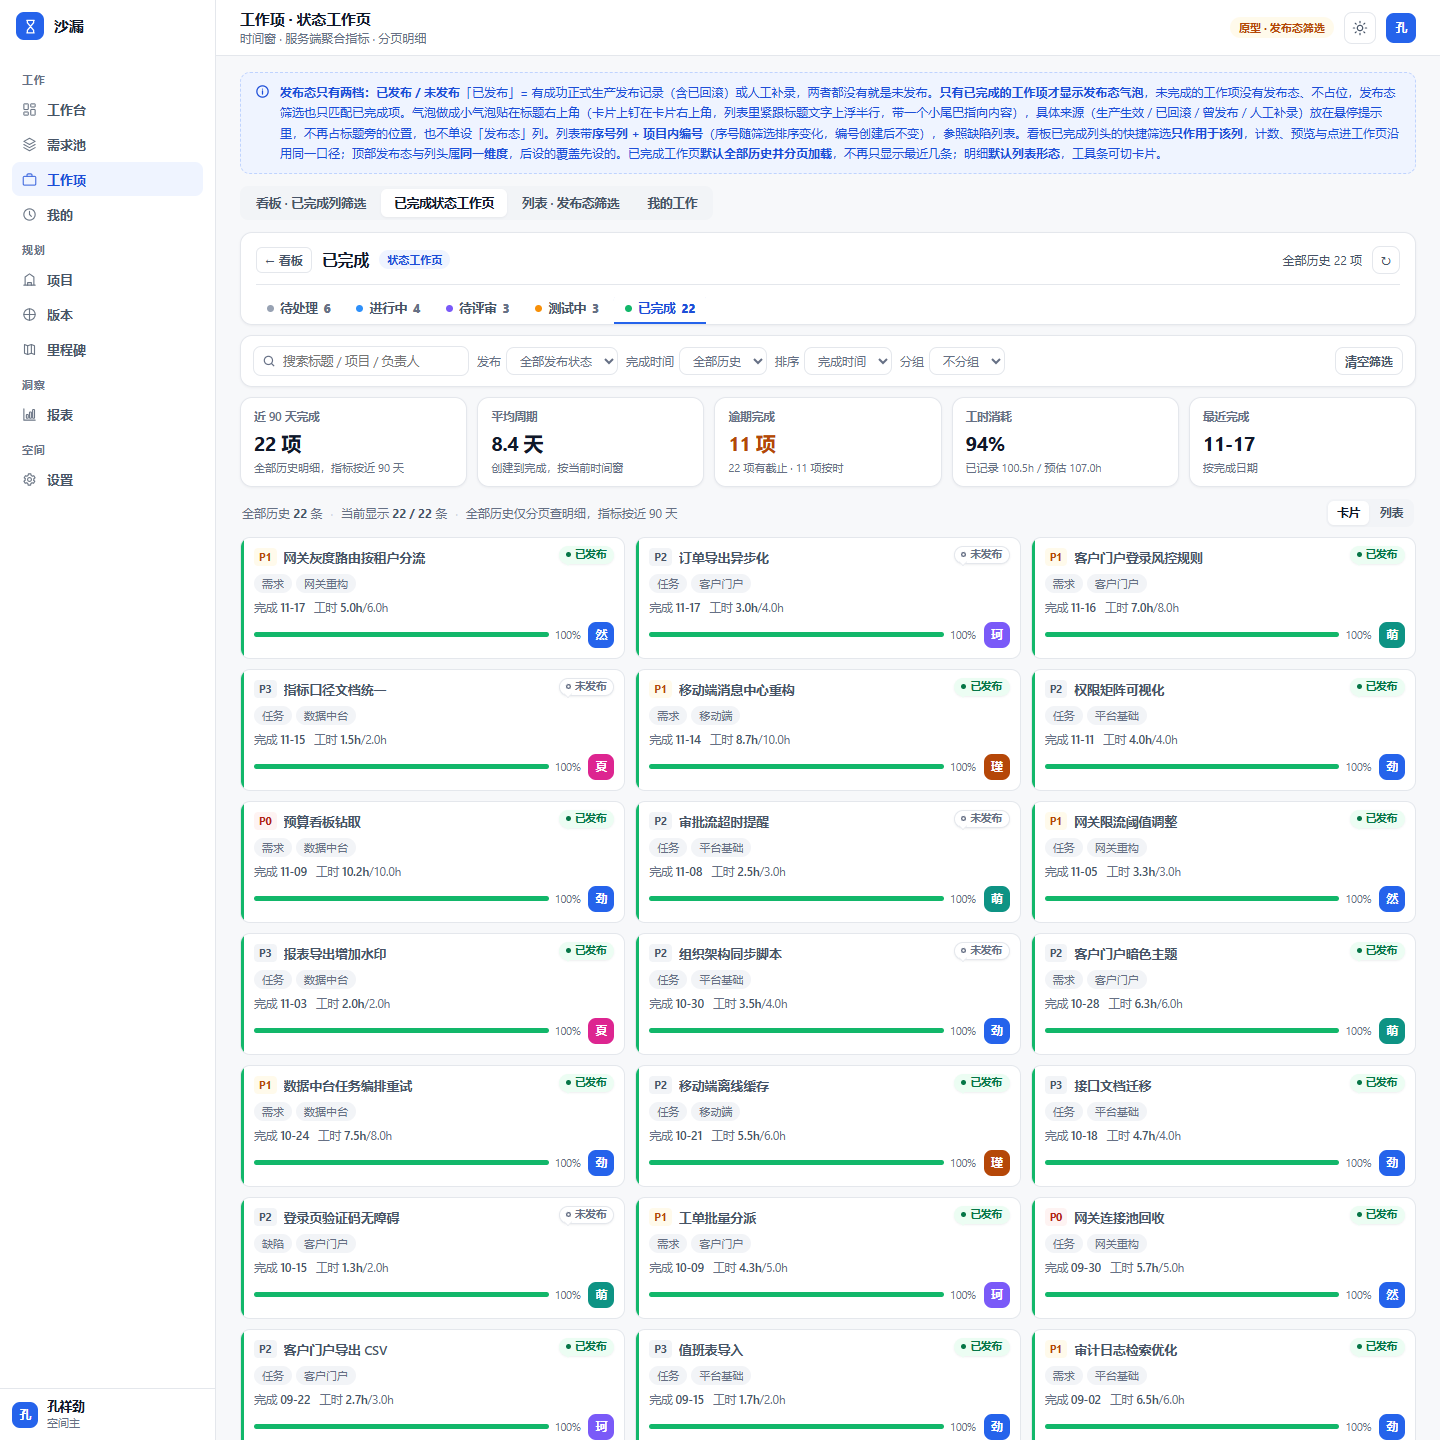 沙漏
工作
工作台
需求池
工作项
我的
规划
项目
版本
里程碑
洞察
报表
空间
设置
孔
孔祥劲
空间主
工作项 · 状态工作页
时间窗 · 服务端聚合指标 · 分页明细
原型 · 发布态筛选
孔
发布态只有两档：已发布 / 未发布「已发布」= 有成功正式生产发布记录（含已回滚）或人工补录，两者都没有就是未发布。只有已完成的工作项才显示发布态气泡，未完成的工作项没有发布态、不占位，发布态
筛选也只匹配已完成项。气泡做成小气泡贴在标题右上角（卡片上钉在卡片右上角，列表里紧跟标题文字上浮半行，带一个小尾巴指向内容），具体来源（生产生效 / 已回滚 / 曾发布 / 人工补录）放在悬停提示
里，不再占标题旁的位置，也不单设「发布态」列。列表带序号列 + 项目内编号（序号随筛选排序变化，编号创建后不变），参照缺陷列表。看板已完成列头的快捷筛选只作用于该列，计数、预览与点进工作页沿
用同一口径；顶部发布态与列头属同一维度，后设的覆盖先设的。已完成工作页默认全部历史并分页加载，不再只显示最近几条；明细默认列表形态，工具条可切卡片。
看板 · 已完成列筛选 已完成状态工作页 列表 · 发布态筛选 我的工作
← 看板 已完成 状态工作页 全部历史 22 项 ↻
待处理 6 进行中 4 待评审 3 测试中 3 已完成 22
搜索标题 / 项目 / 负责人 发布 全部发布状态 完成时间 全部历史 排序 完成时间 分组 不分组 清空筛选
近 90 天完成
22 项
全部历史明细，指标按近 90 天
平均周期
8.4 天
创建到完成，按当前时间窗
逾期完成
11 项
22 项有截止 · 11 项按时
工时消耗
94%
已记录 100.5h / 预估 107.0h
最近完成
11-17
按完成日期
全部历史 22 条 · 当前显示 22 / 22 条 · 全部历史仅分页查明细，指标按近 90 天 卡片 列表
P1 网关灰度路由按租户分流 已发布
需求 网关重构
完成 11-17 工时 5.0h/6.0h
100% 然
P2 订单导出异步化 未发布
任务 客户门户
完成 11-17 工时 3.0h/4.0h
100% 珂
P1 客户门户登录风控规则 已发布
需求 客户门户
完成 11-16 工时 7.0h/8.0h
100% 萌
P3 指标口径文档统一 未发布
任务 数据中台
完成 11-15 工时 1.5h/2.0h
100% 夏
P1 移动端消息中心重构 已发布
需求 移动端
完成 11-14 工时 8.7h/10.0h
100% 瑾
P2 权限矩阵可视化 已发布
任务 平台基础
完成 11-11 工时 4.0h/4.0h
100% 劲
P0 预算看板钻取 已发布
需求 数据中台
完成 11-09 工时 10.2h/10.0h
100% 劲
P2 审批流超时提醒 未发布
任务 平台基础
完成 11-08 工时 2.5h/3.0h
100% 萌
P1 网关限流阈值调整 已发布
任务 网关重构
完成 11-05 工时 3.3h/3.0h
100% 然
P3 报表导出增加水印 已发布
任务 数据中台
完成 11-03 工时 2.0h/2.0h
100% 夏
P2 组织架构同步脚本 未发布
任务 平台基础
完成 10-30 工时 3.5h/4.0h
100% 劲
P2 客户门户暗色主题 已发布
需求 客户门户
完成 10-28 工时 6.3h/6.0h
100% 萌
P1 数据中台任务编排重试 已发布
需求 数据中台
完成 10-24 工时 7.5h/8.0h
100% 劲
P2 移动端离线缓存 已发布
任务 移动端
完成 10-21 工时 5.5h/6.0h
100% 瑾
P3 接口文档迁移 已发布
任务 平台基础
完成 10-18 工时 4.7h/4.0h
100% 劲
P2 登录页验证码无障碍 未发布
缺陷 客户门户
完成 10-15 工时 1.3h/2.0h
100% 萌
P1 工单批量分派 已发布
需求 客户门户
完成 10-09 工时 4.3h/5.0h
100% 珂
P0 网关连接池回收 已发布
任务 网关重构
完成 09-30 工时 5.7h/5.0h
100% 然
P2 客户门户导出 CSV 已发布
任务 客户门户
完成 09-22 工时 2.7h/3.0h
100% 珂
P3 值班表导入 已发布
任务 平台基础
完成 09-15 工时 1.7h/2.0h
100% 劲
P1 审计日志检索优化 已发布
需求 平台基础
完成 09-02 工时 6.5h/6.0h
100% 劲